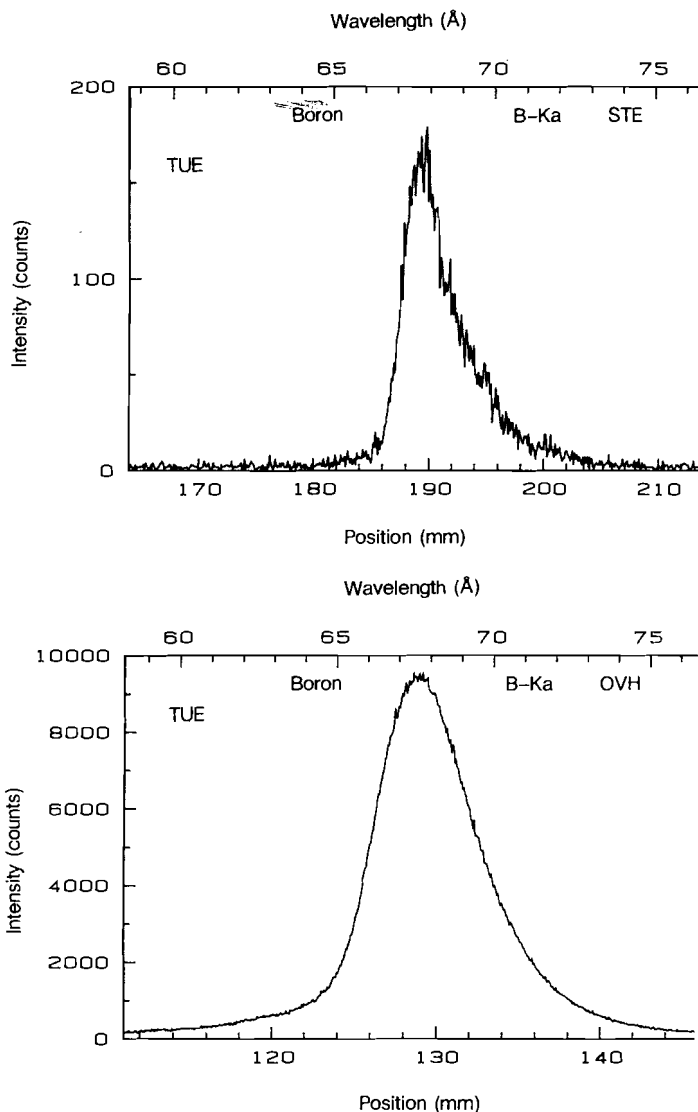 Wavelength (Å)
60 65 70 75
200
Boron B-Ka STE
TUE
Intensity (counts)
100
0
170 180 190 200 210
Position (mm)
Wavelength (Å)
60 65 70 75
10000
Boron B-Ka OVH
TUE
8000
6000
Intensity (counts)
4000
2000
0
120 130 140
Position (mm)